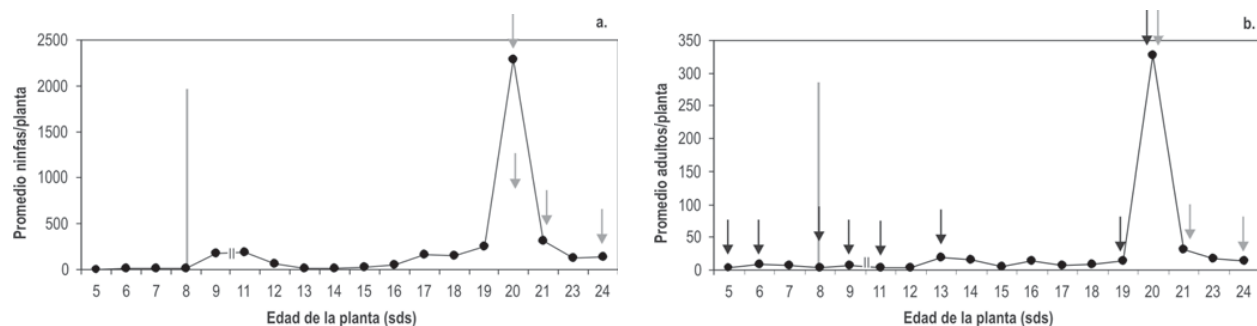 a.
Promedio ninfas/planta
2500
2000
1500
1000
500
0
5 6 7 8 9 11 12 13 14 15 16 17 18 19 20 21 23 24
Edad de la planta (sds)
b.
Promedio adultos/planta
350
300
250
200
150
100
50
0
5 6 7 8 9 11 12 13 14 15 16 17 18 19 20 21 23 24
Edad de la planta (sds)